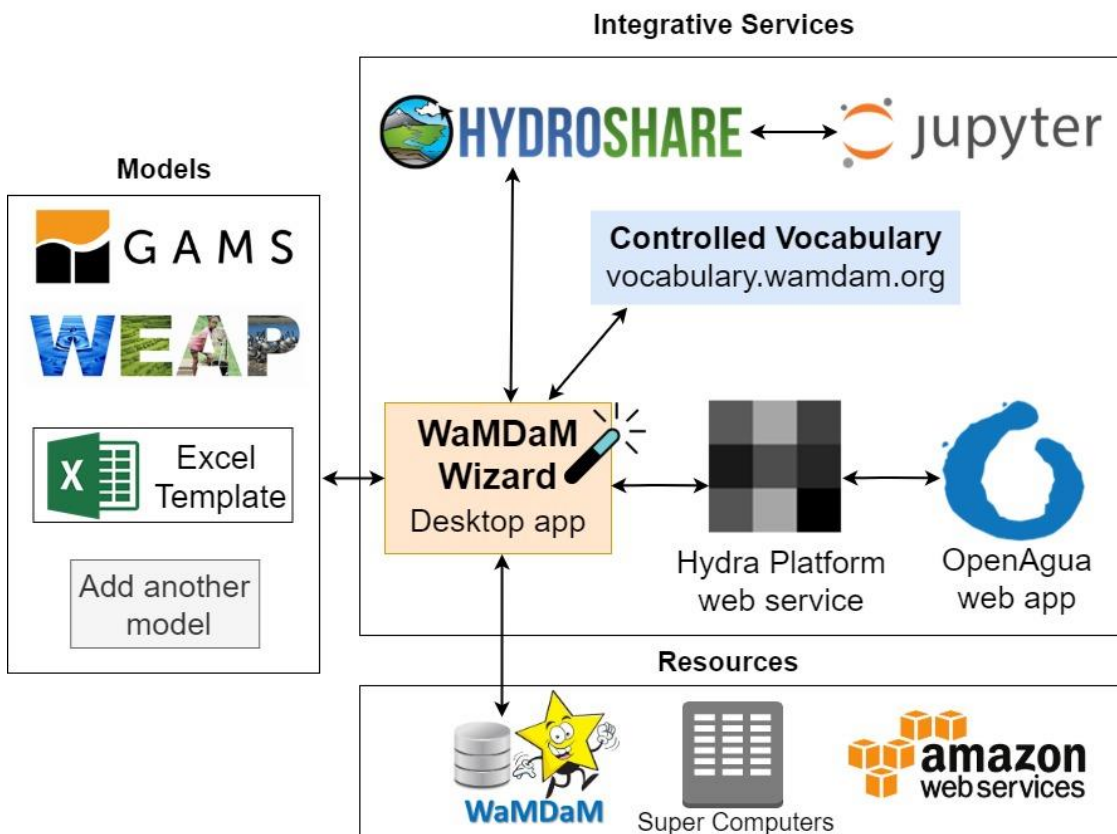 Integrative Services
HYDROSHARE
jupyter
Models
GAMS
WEAP
Controlled Vocabulary
vocabulary.wamdam.org
X
Excel
Template
Add another
model
WaMDaM
Wizard
Desktop app
Hydra Platform
web service
OpenAgua
web app
Resources
WaMDaM
Super Computers
amazon
web services